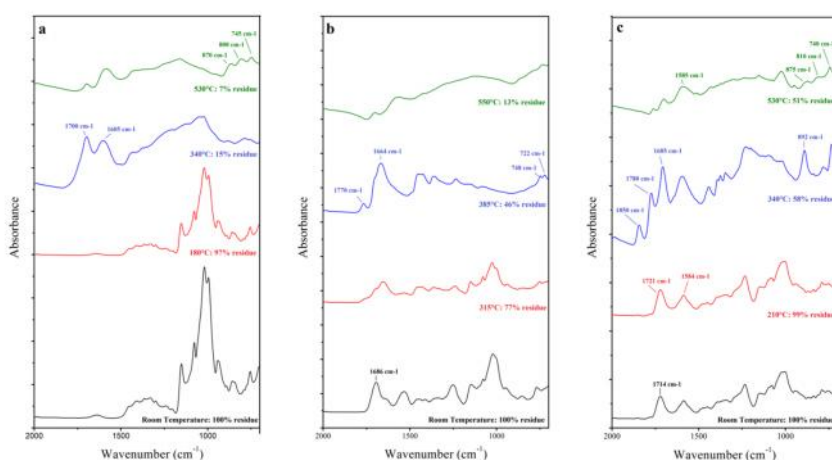 a
870 cm-1
800 cm-1
745 cm-1
530°C: 7% residue
1700 cm-1
1605 cm-1
340°C: 15% residue
180°C: 97% residue
Room Temperature: 100% residue
Absorbance
2000
1500
1000
Wavenumber (cm-1)
b
550°C: 13% residue
1770 cm-1
1664 cm-1
740 cm-1
722 cm-1
385°C: 46% residue
315°C: 77% residue
1686 cm-1
Room Temperature: 100% residue
Absorbance
2000
1500
1000
Wavenumber (cm-1)
c
1585 cm-1
875 cm-1
816 cm-1
740 cm-1
530°C: 51% residue
1780 cm-1
1685 cm-1
892 cm-1
340°C: 58% residue
1721 cm-1
1584 cm-1
210°C: 99% residue
1714 cm-1
Room Temperature: 100% residue
Absorbance
2000
1500
1000
Wavenumber (cm-1)